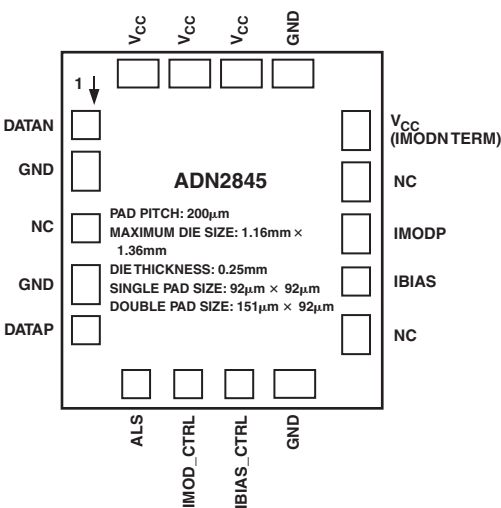 VCC
VCC
VCC
GND
1
DATAN
GND
NC
GND
DATAP
ADN2845
PAD PITCH: 200µm
MAXIMUM DIE SIZE: 1.16mm ×
1.36mm
DIE THICKNESS: 0.25mm
SINGLE PAD SIZE: 92µm × 92µm
DOUBLE PAD SIZE: 151µm × 92µm
VCC
(IMODN TERM)
NC
IMODP
IBIAS
NC
ALS
IMOD_CTRL
IBIAS_CTRL
GND